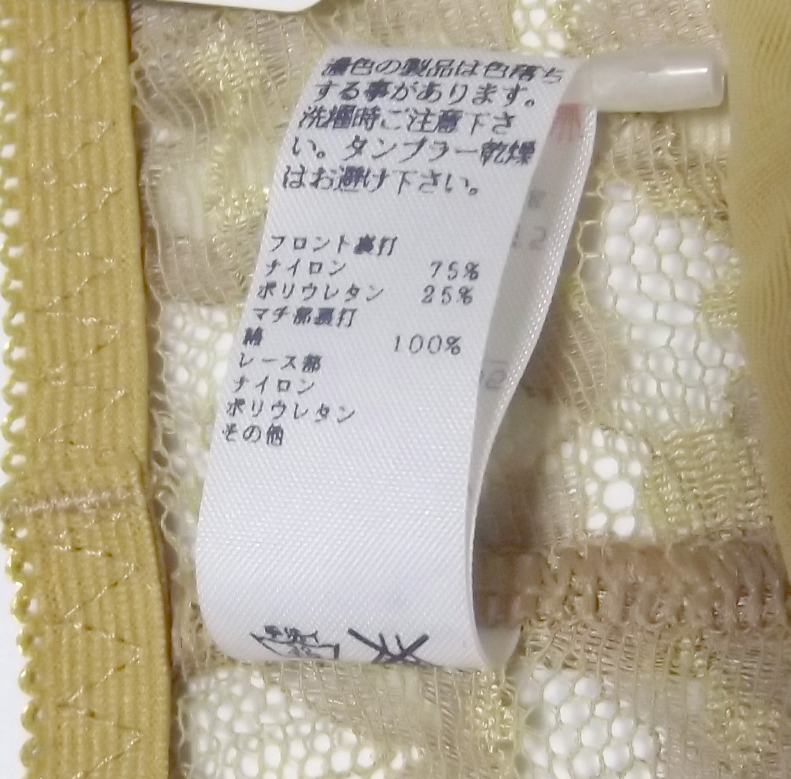 濃色の製品は色落ち
する事があります。
洗濯時ご注意下さ
い。タンブラー乾燥
はお避け下さい。
フロント裏打
ナイロン 75%
ポリウレタン 25%
マチ部裏打
綿 100%
レース部
ナイロン
ポリウレタン
その他